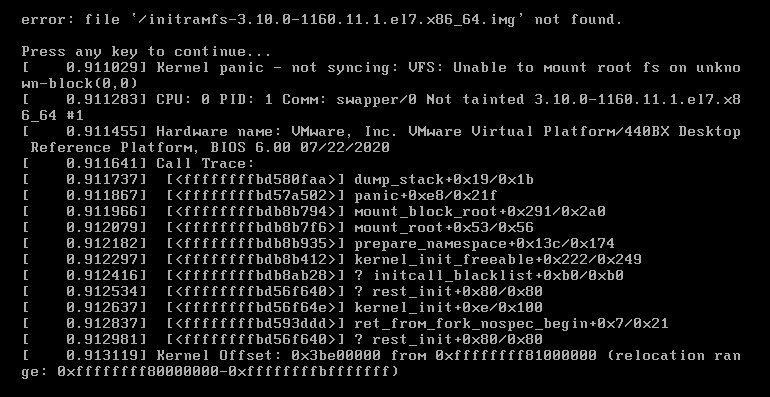 error: file '/initramfs-3.10.0-1160.11.1.el7.x86_64.img' not found.
Press any key to continue...
[    0.911029] Kernel panic - not syncing: VFS: Unable to mount root fs on unkno
wn-block(0,0)
[    0.911283] CPU: 0 PID: 1 Comm: swapper/0 Not tainted 3.10.0-1160.11.1.el7.x8
6_64 #1
[    0.911455] Hardware name: VMware, Inc. VMware Virtual Platform/440BX Desktop
 Reference Platform, BIOS 6.00 07/22/2020
[    0.911641] Call Trace:
[    0.911737]  [<ffffffffbd580faa>] dump_stack+0x19/0x1b
[    0.911867]  [<ffffffffbd57a502>] panic+0xe8/0x21f
[    0.911966]  [<ffffffffbdb8b794>] mount_block_root+0x291/0x2a0
[    0.912079]  [<ffffffffbdb8b7f6>] mount_root+0x53/0x56
[    0.912182]  [<ffffffffbdb8b935>] prepare_namespace+0x13c/0x174
[    0.912297]  [<ffffffffbdb8b412>] kernel_init_freeable+0x222/0x249
[    0.912416]  [<ffffffffbdb8ab28>] ? initcall_blacklist+0xb0/0xb0
[    0.912534]  [<ffffffffbd56f640>] ? rest_init+0x80/0x80
[    0.912637]  [<ffffffffbd56f64e>] kernel_init+0xe/0x100
[    0.912837]  [<ffffffffbd593ddd>] ret_from_fork_nospec_begin+0x7/0x21
[    0.912981]  [<ffffffffbd56f640>] ? rest_init+0x80/0x80
[    0.913119] Kernel Offset: 0x3be00000 from 0xffffffff81000000 (relocation ran
ge: 0xffffffff80000000-0xffffffffbfffffff)